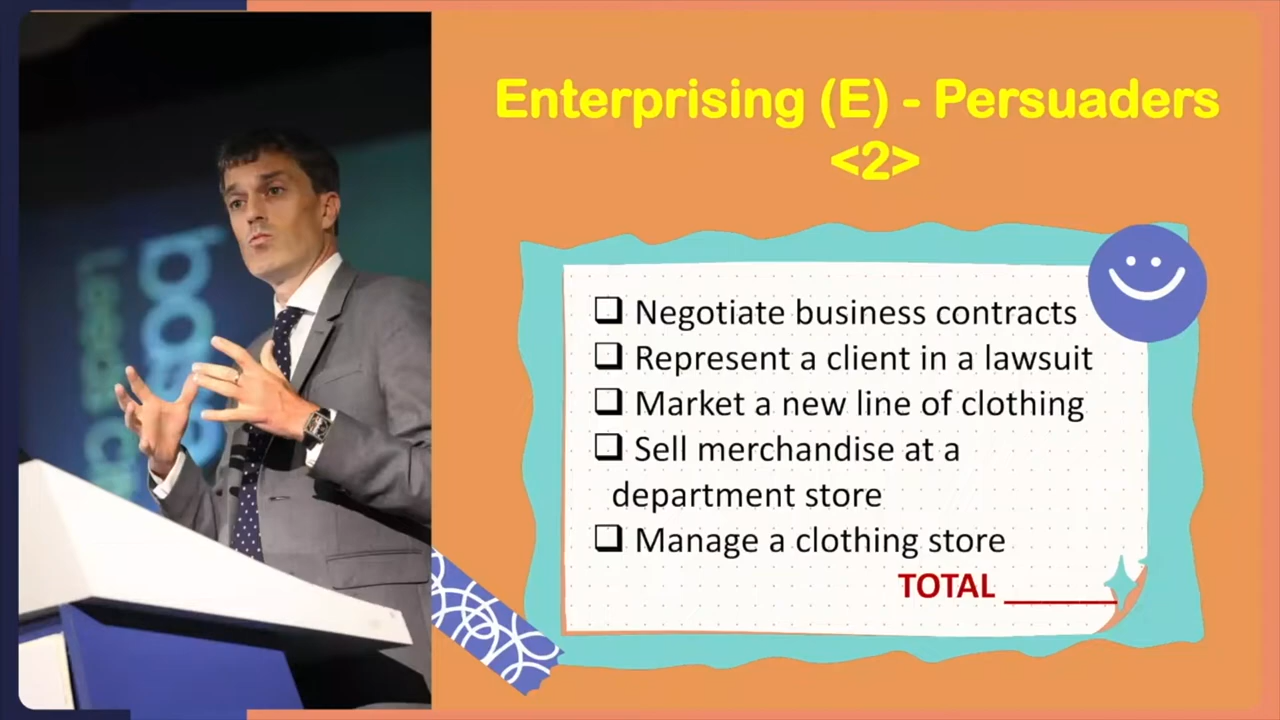 Enterprising (E) - Persuaders
<2>
❑ Negotiate business contracts
❑ Represent a client in a lawsuit
❑ Market a new line of clothing
❑ Sell merchandise at a
department store
❑ Manage a clothing store
TOTAL _______